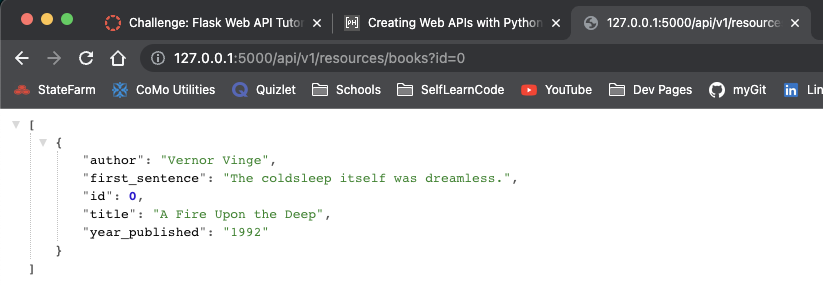 Challenge: Flask Web API Tutor
Creating Web APIs with Python
127.0.0.1:5000/api/v1/resource
127.0.0.1:5000/api/v1/resources/books?id=0
StateFarm CoMo Utilities Quizlet Schools SelfLearnCode YouTube Dev Pages myGit Lin
[
{
"author": "Vernor Vinge",
"first_sentence": "The coldsleep itself was dreamless.",
"id": 0,
"title": "A Fire Upon the Deep",
"year_published": "1992"
}
]